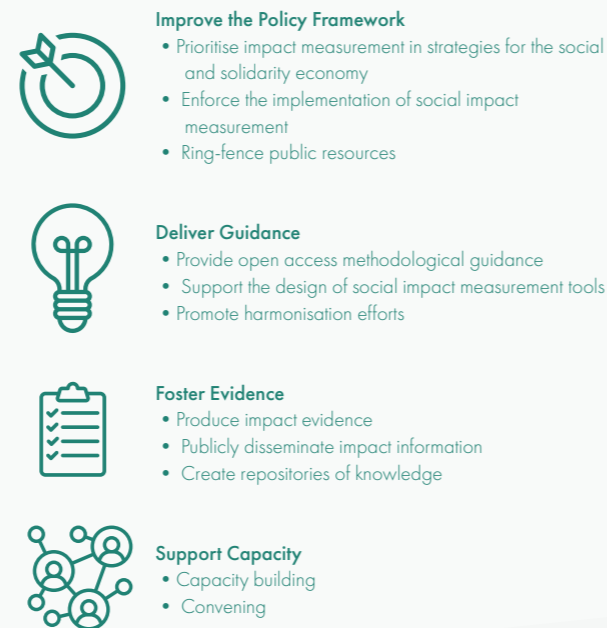 Improve the Policy Framework
• Prioritise impact measurement in strategies for the social
and solidarity economy
• Enforce the implementation of social impact
measurement
• Ring-fence public resources
Deliver Guidance
• Provide open access methodological guidance
• Support the design of social impact measurement tools
• Promote harmonisation efforts
Foster Evidence
• Produce impact evidence
• Publicly disseminate impact information
• Create repositories of knowledge
Support Capacity
• Capacity building
• Convening